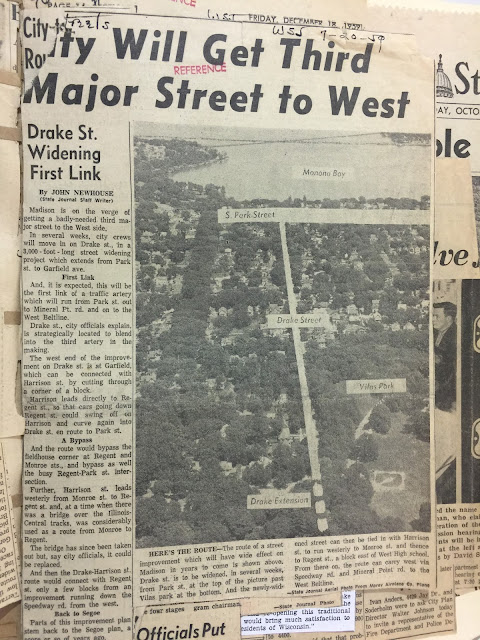 FRIDAY, DECEMBER 18, 1959
WSJ 9-20-59
REFERENCE
City Will Get Third
Major Street to West
Drake St.
Widening
First Link
By JOHN NEWHOUSE
(State Journal Staff Writer)
Madison is on the verge of
getting a badly-needed third ma-
jor street to the West side.
In several weeks, city crews
will move in on Drake st., in a
3,000-foot-long street widening
project which extends from Park
st. to Garfield ave.
First Link
And, it is expected, this will be
the first link of a traffic artery
which will run from Park st. out
to Mineral Pt. rd. and on to
the West Beltline.
Drake st., city officials explain,
is strategically located to blend
into the third artery in the
making.
The west end of the improve-
ment on Drake st. is at Garfield,
which can be connected with
Harrison st. by cutting through
a corner of a block.
Harrison leads directly to Re-
gent st., so that cars going down
Regent st. could swing off on
Harrison and curve again into
Drake st. en route to Park st.
A Bypass
And the route would bypass the
fieldhouse corner at Regent and
Monroe sts., and bypass as well
the busy Regent-Park st. inter-
section.
Further, Harrison st. leads
westerly from Monroe st. to Re-
gent st. and, at a time when there
was a bridge over the Illinois-
Central tracks, was considerably
used as a route from Monroe to
Regent.
The bridge has since been taken
out but, say city officials, it could
be replaced.
And then the Drake-Harrison st.
route would connect with Regent
st. only a few blocks from an
improvement running down the
Speedway rd. from the west.
Back to Segoe
Parts of this improvement plan
stem back to the Segoe plan, a
Monona Bay
S. Park Street
Drake Street
Vilas Park
Drake Extension
HERE'S THE ROUTE—The route of a street
improvement which will have wide effect on
Madison in years to come is shown above.
Drake st. is to be widened, in several weeks,
from Park st. at the top of the picture past
Vilas park at the bottom. And the newly-wid-
ened street can then be tied in with Harrison
st. to run westerly to Monroe st. and thence
to Regent st. a block east of West High school.
From there on, the route can carry west via
Speedway rd. and Mineral Point rd. to the
West Beltline.
Officials Put
opening this traditional
would bring much satisfaction to
residents of Wisconsin."